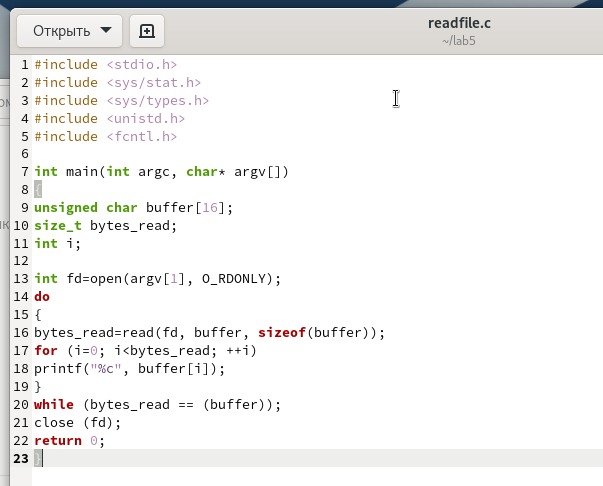 Открыть
readfile.c
~/lab5
1 #include <stdio.h>
2 #include <sys/stat.h>
3 #include <sys/types.h>
4 #include <unistd.h>
5 #include <fcntl.h>
6
7 int main(int argc, char* argv[])
8 {
9 unsigned char buffer[16];
10 size_t bytes_read;
11 int i;
12
13 int fd=open(argv[1], O_RDONLY);
14 do
15 {
16 bytes_read=read(fd, buffer, sizeof(buffer));
17 for (i=0; i<bytes_read; ++i)
18 printf("%c", buffer[i]);
19 }
20 while (bytes_read == (buffer));
21 close (fd);
22 return 0;
23 }